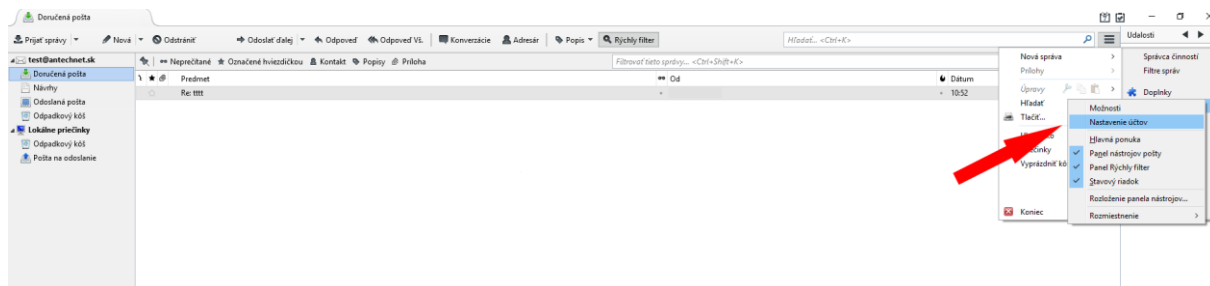 Doručená pošta
Prijať správy
Nová
Odstrániť
Odoslať ďalej
Odpoveď
Odpoveď Vš.
Konverzácie
Adresár
Popis
Rýchly filter
Hľadať... <Ctrl+K>
Udalosti
test@antechnet.sk
Doručená pošta
Návrhy
Odoslaná pošta
Odpadkový kôš
Lokálne priečinky
Odpadkový kôš
Pošta na odoslanie
Neprečítané
Označené hviezdičkou
Kontakt
Popisy
Príloha
Filtrovať tieto správy... <Ctrl+Shift+K>
Predmet
Od
Dátum
Re: tttt
10:52
Nová správa
Prílohy
Úpravy
Hľadať
Tlačiť...
Vyprázdniť kô
Koniec
Správca činností
Filtre správ
Doplnky
Možnosti
Nastavenie účtov
Hlavná ponuka
Panel nástrojov pošty
Panel Rýchly filter
Stavový riadok
Rozloženie panela nástrojov...
Rozmiestnenie